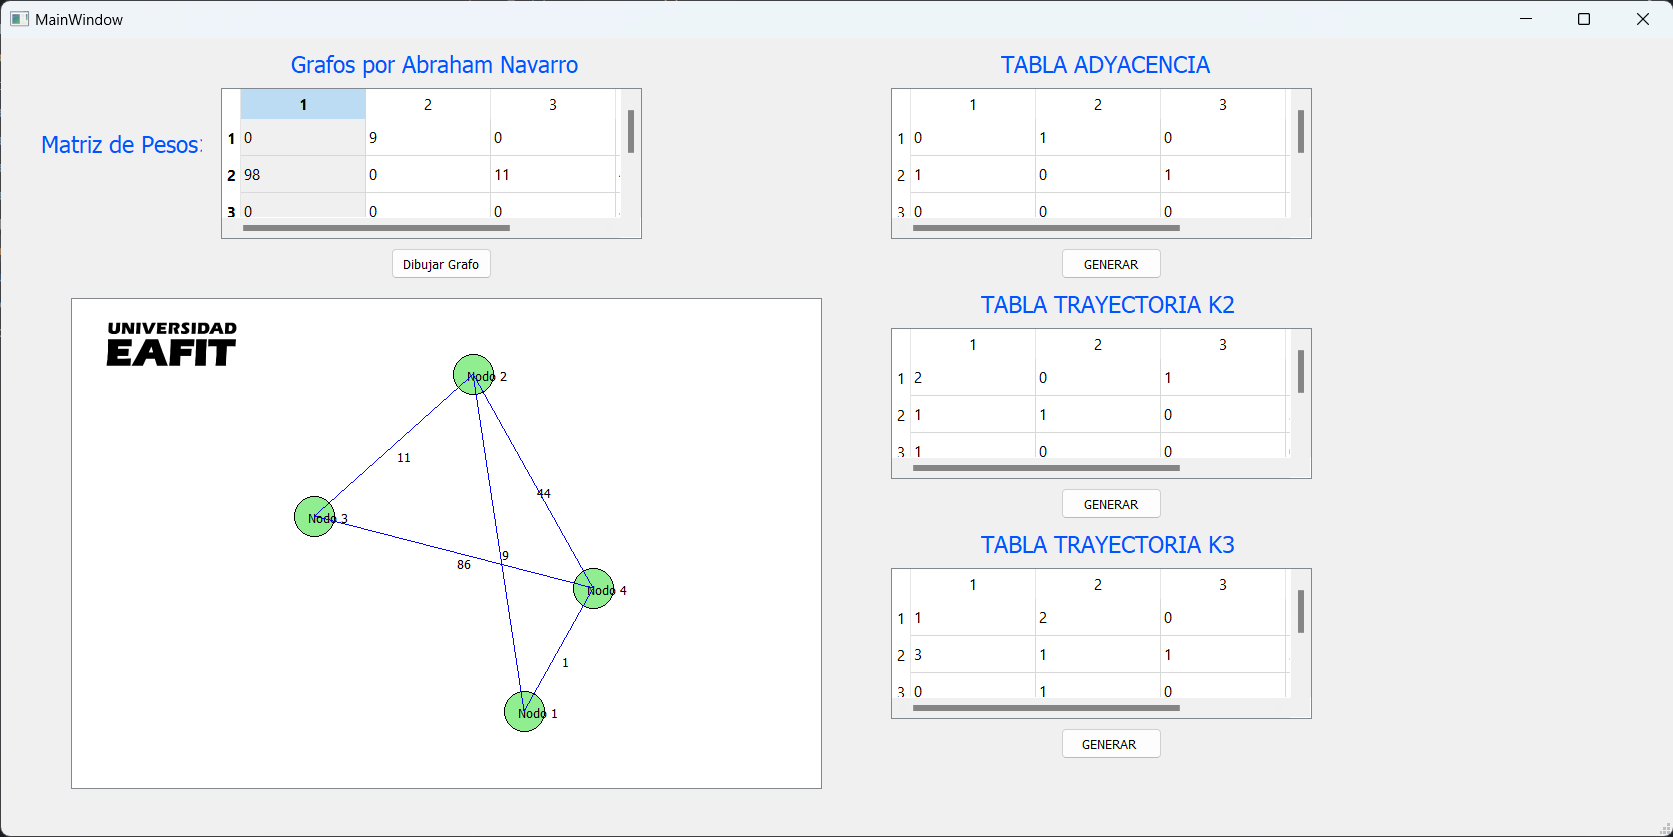 MainWindow
Grafos por Abraham Navarro
Matriz de Pesos:
1 2 3
1 0 9 0
2 98 0 11
3 0 0 0
Dibujar Grafo
UNIVERSIDAD
EAFIT
Nodo 2
11
44
Nodo 3
9
86
Nodo 4
1
Nodo 1
TABLA ADYACENCIA
1 2 3
1 0 1 0
2 1 0 1
3 0 0 0
GENERAR
TABLA TRAYECTORIA K2
1 2 3
1 2 0 1
2 1 1 0
3 1 0 0
GENERAR
TABLA TRAYECTORIA K3
1 2 3
1 1 2 0
2 3 1 1
3 0 1 0
GENERAR